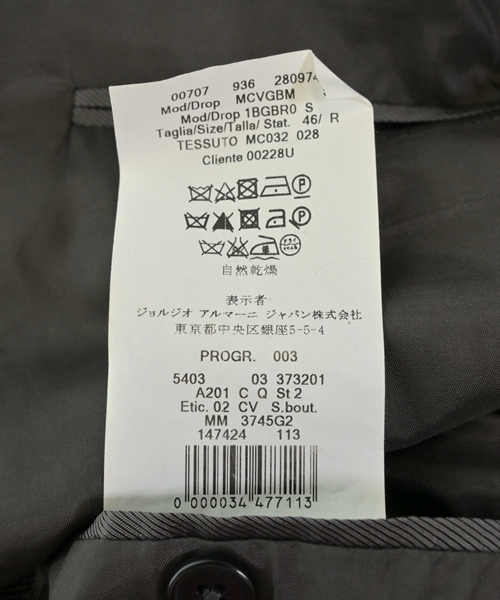 00707 936 280974
Mod/Drop MCVGBM
Mod/Drop 1BGBR0 S
Taglia/Size/Talla/ Stat. 46/ R
TESSUTO MC032 028
Cliente 00228U
P
P
自然乾燥
表示者
ジョルジオ アルマーニ ジャパン株式会社
東京都中央区銀座5-5-4
PROGR. 003
5403 03 373201
A201 C Q St 2
Etic. 02 CV S.bout.
MM 3745G2
147424 113
0 000034 477113